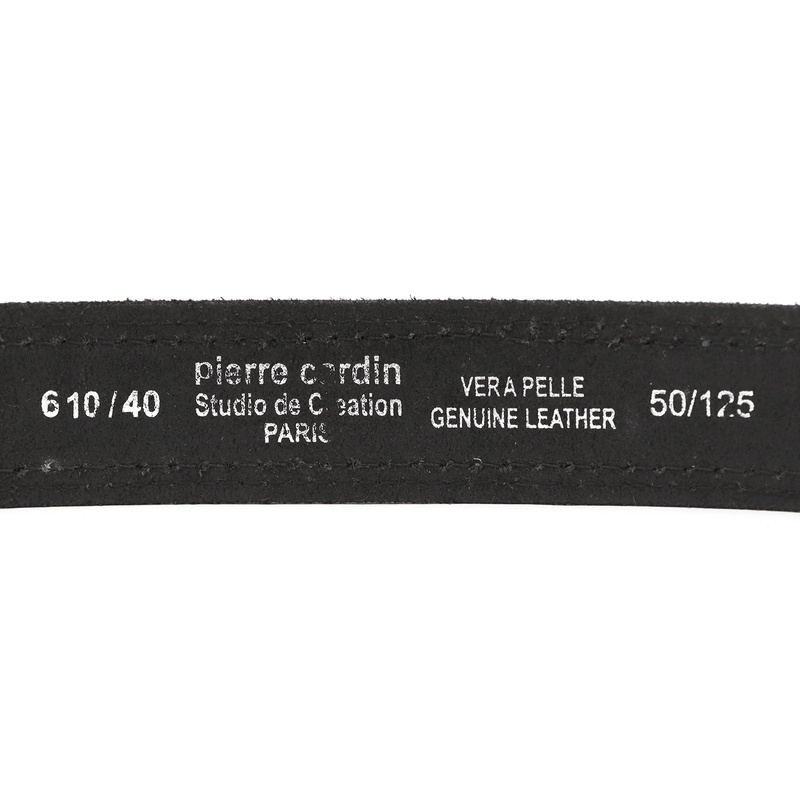 610/40
pierre cardin
Studio de Creation
PARIS
VERA PELLE
GENUINE LEATHER
50/125